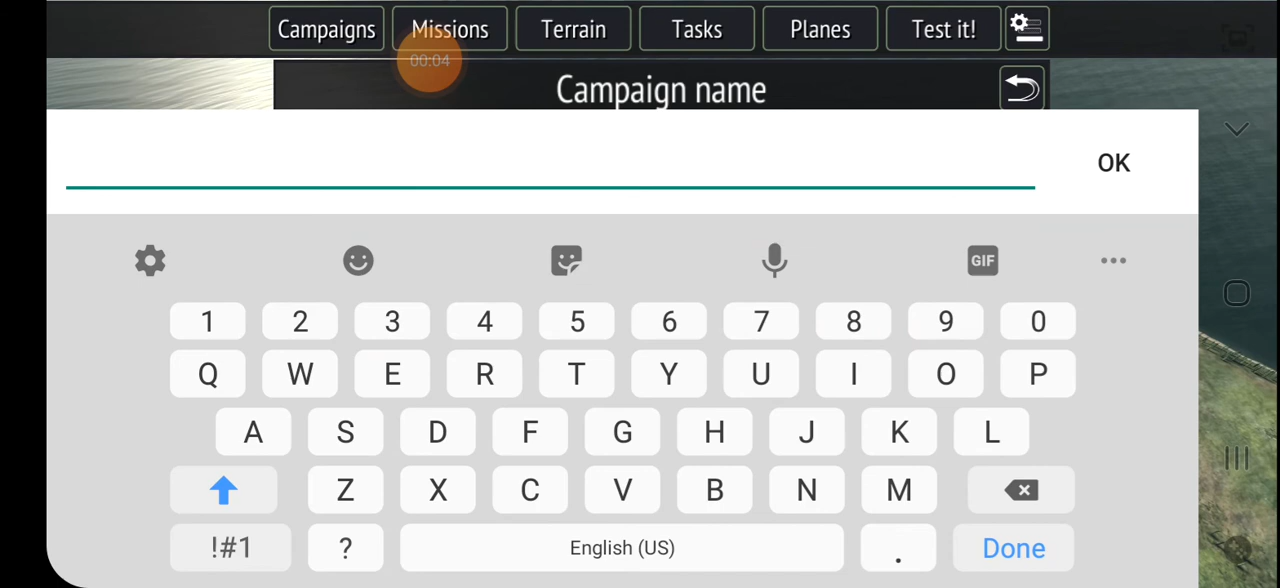 Campaigns Missions Terrain Tasks Planes Test it!
00:04
Campaign name
OK
GIF
1 2 3 4 5 6 7 8 9 0
Q W E R T Y U I O P
A S D F G H J K L
Z X C V B N M
!#1 ? English (US) . Done